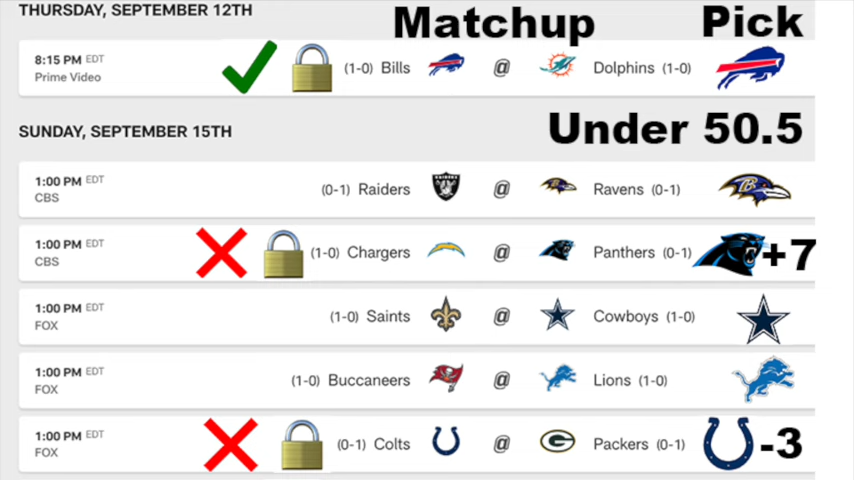 THURSDAY, SEPTEMBER 12TH
Matchup Pick
8:15 PM EDT
Prime Video
(1-0) Bills @ Dolphins (1-0)
SUNDAY, SEPTEMBER 15TH
Under 50.5
1:00 PM EDT
CBS
(0-1) Raiders @ Ravens (0-1)
1:00 PM EDT
CBS
(1-0) Chargers @ Panthers (0-1) +7
1:00 PM EDT
FOX
(1-0) Saints @ Cowboys (1-0)
1:00 PM EDT
FOX
(1-0) Buccaneers @ Lions (1-0)
1:00 PM EDT
FOX
(0-1) Colts @ Packers (0-1) -3